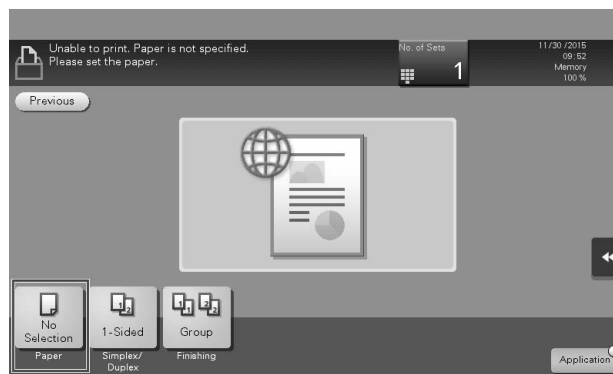 Unable to print. Paper is not specified.
Please set the paper.
No. of Sets
1
11/30 /2015
09:52
Memory
100 %
Previous
No
Selection
Paper
1-Sided
Simplex/
Duplex
Group
Finishing
Application